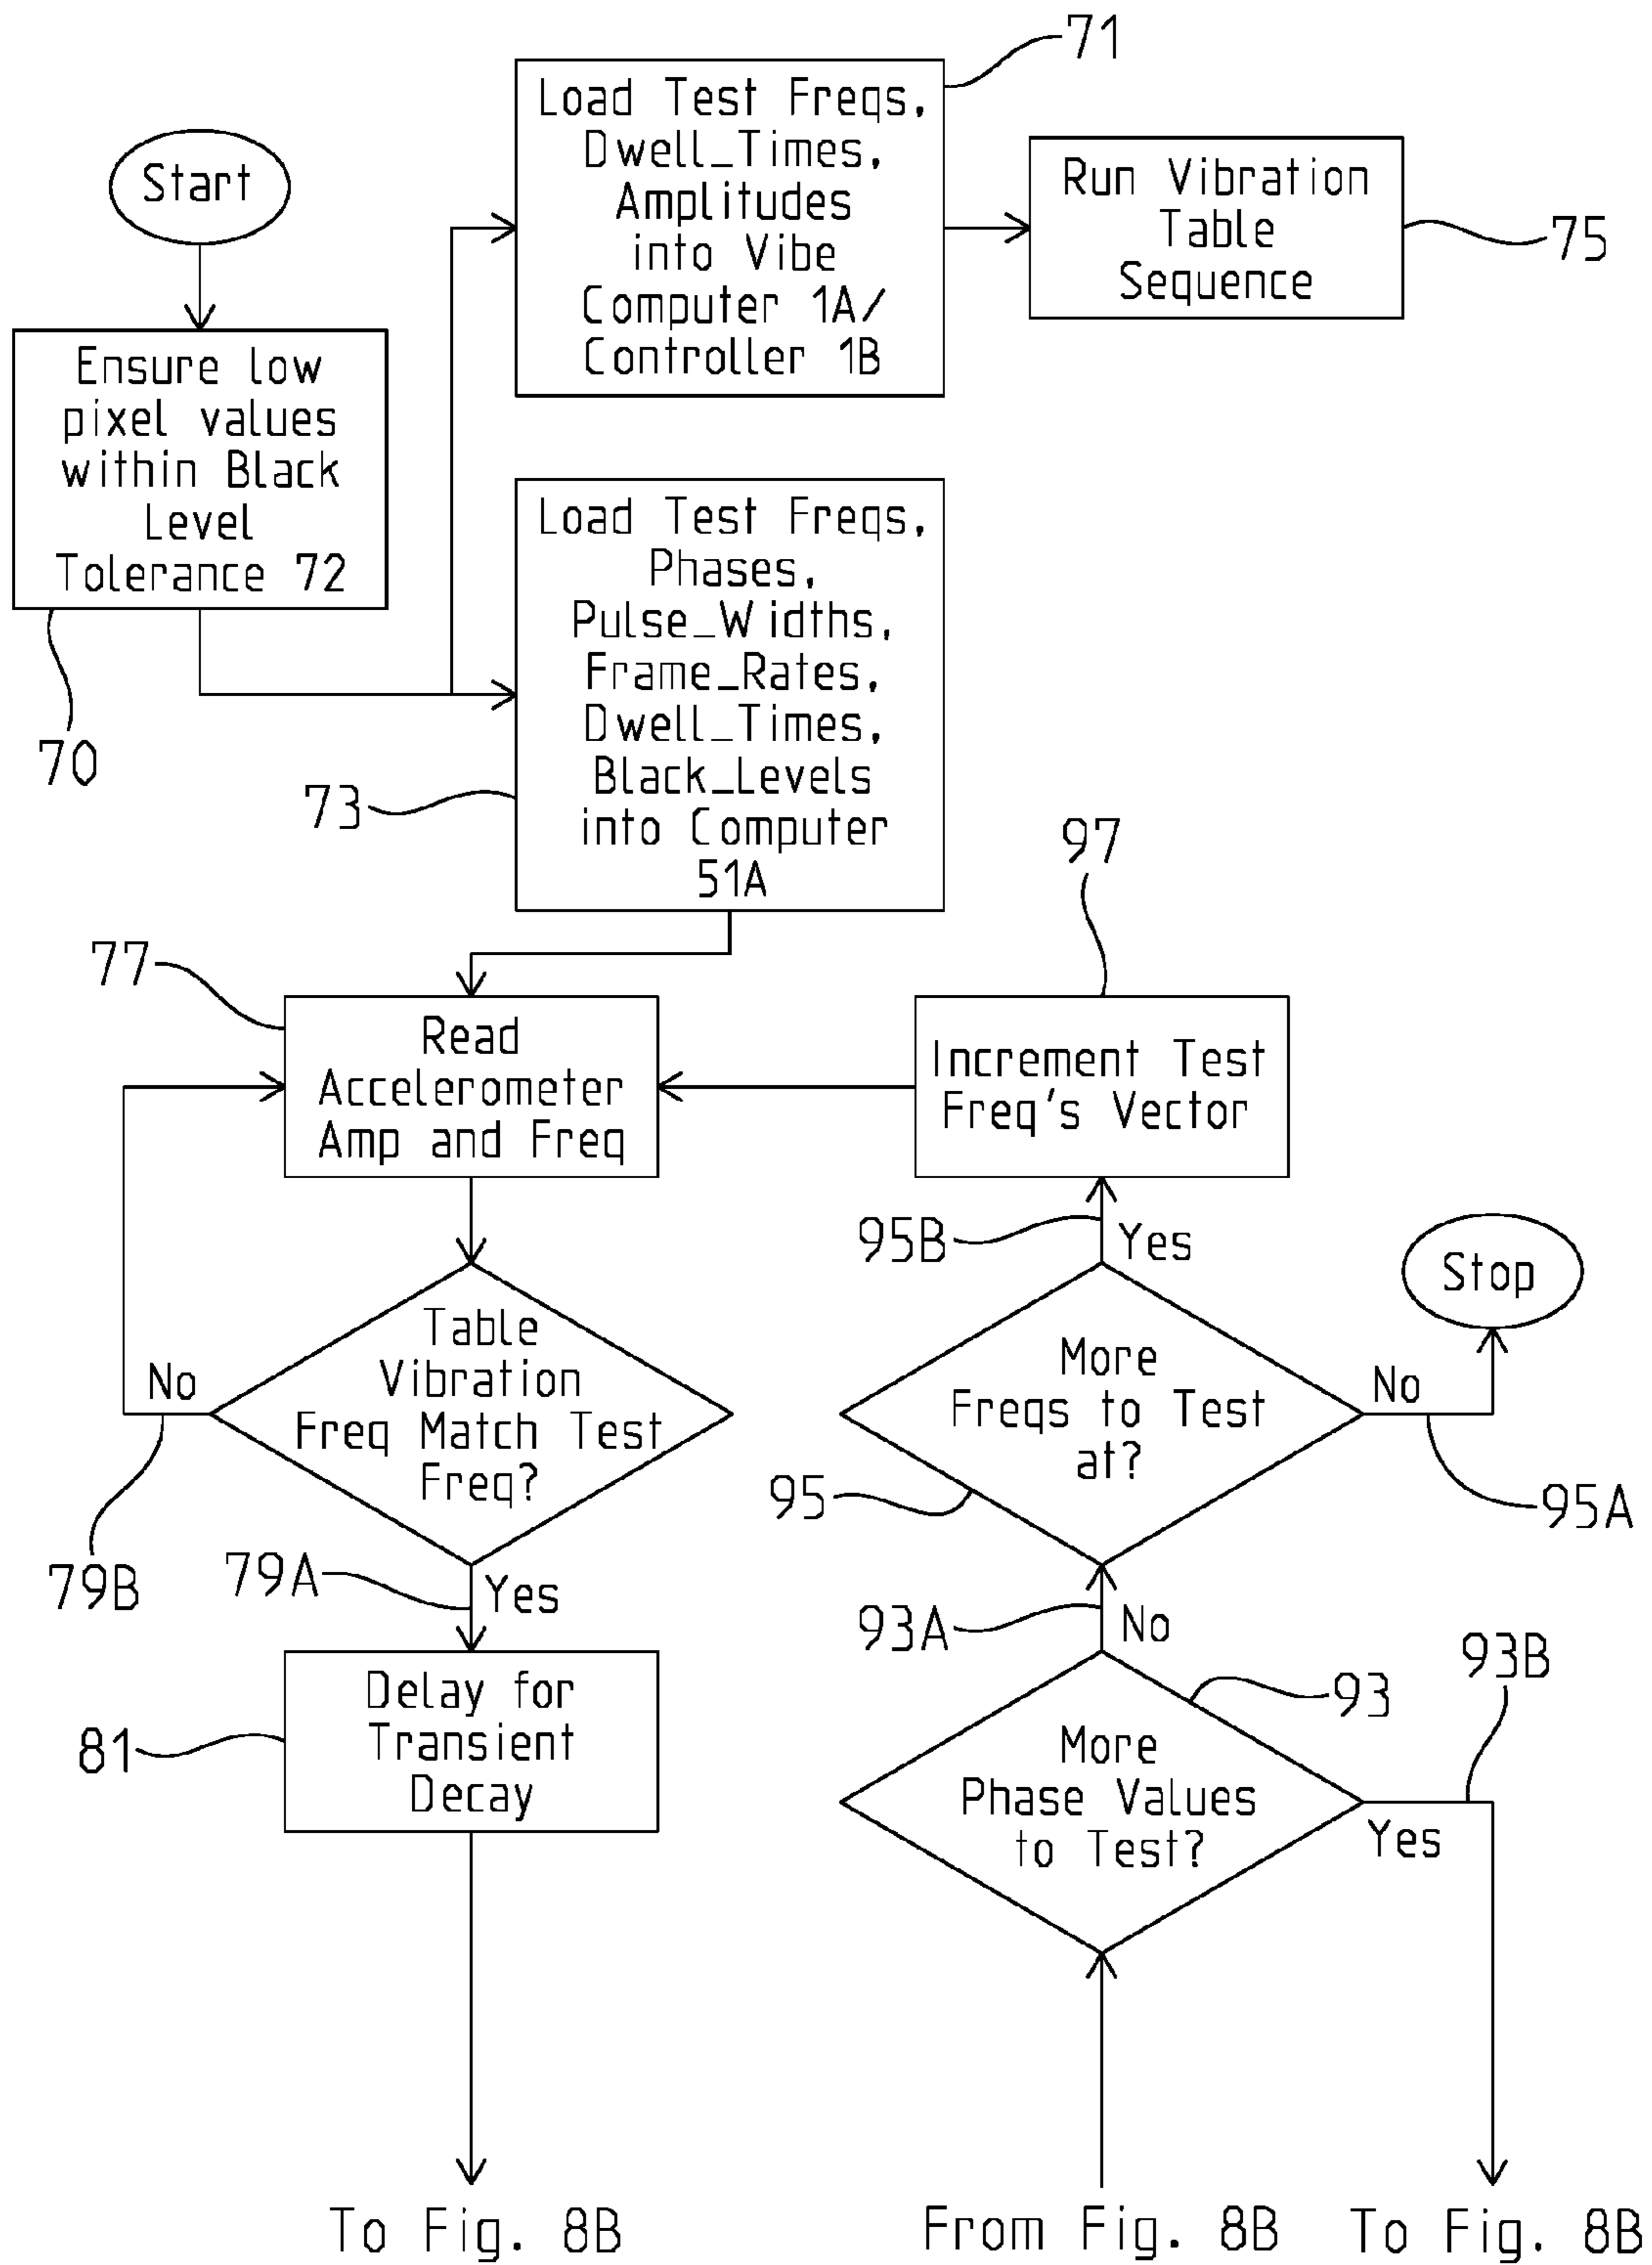 71
Load Test Freqs,
Dwell_Times,
Amplitudes
into Vibe
Computer 1A/
Controller 1B
Start
Run Vibration
Table
Sequence
75
Ensure low
pixel values
within Black
Level
Tolerance 72
70
Load Test Freqs,
Phases,
Pulse_Widths,
Frame_Rates,
Dwell_Times,
Black_Levels
into Computer
51A
73
97
77
Read
Accelerometer
Amp and Freq
Increment Test
Freq's Vector
95B
Yes
Stop
Table
Vibration
Freq Match Test
Freq?
No
79B
More
Freqs to Test
at?
No
95
95A
79A
Yes
93A
No
93B
93
Delay for
Transient
Decay
81
More
Phase Values
to Test?
Yes
To Fig. 8B
From Fig. 8B
To Fig. 8B